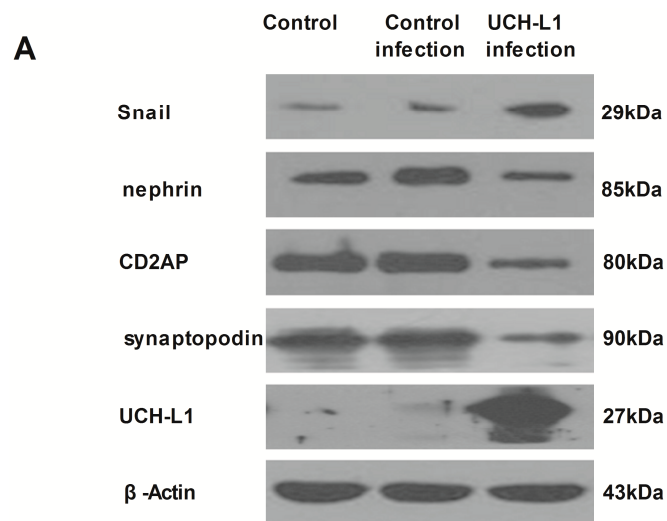 A
Control Control UCH-L1
infection infection
Snail 29kDa
nephrin 85kDa
CD2AP 80kDa
synaptopodin 90kDa
UCH-L1 27kDa
β -Actin 43kDa